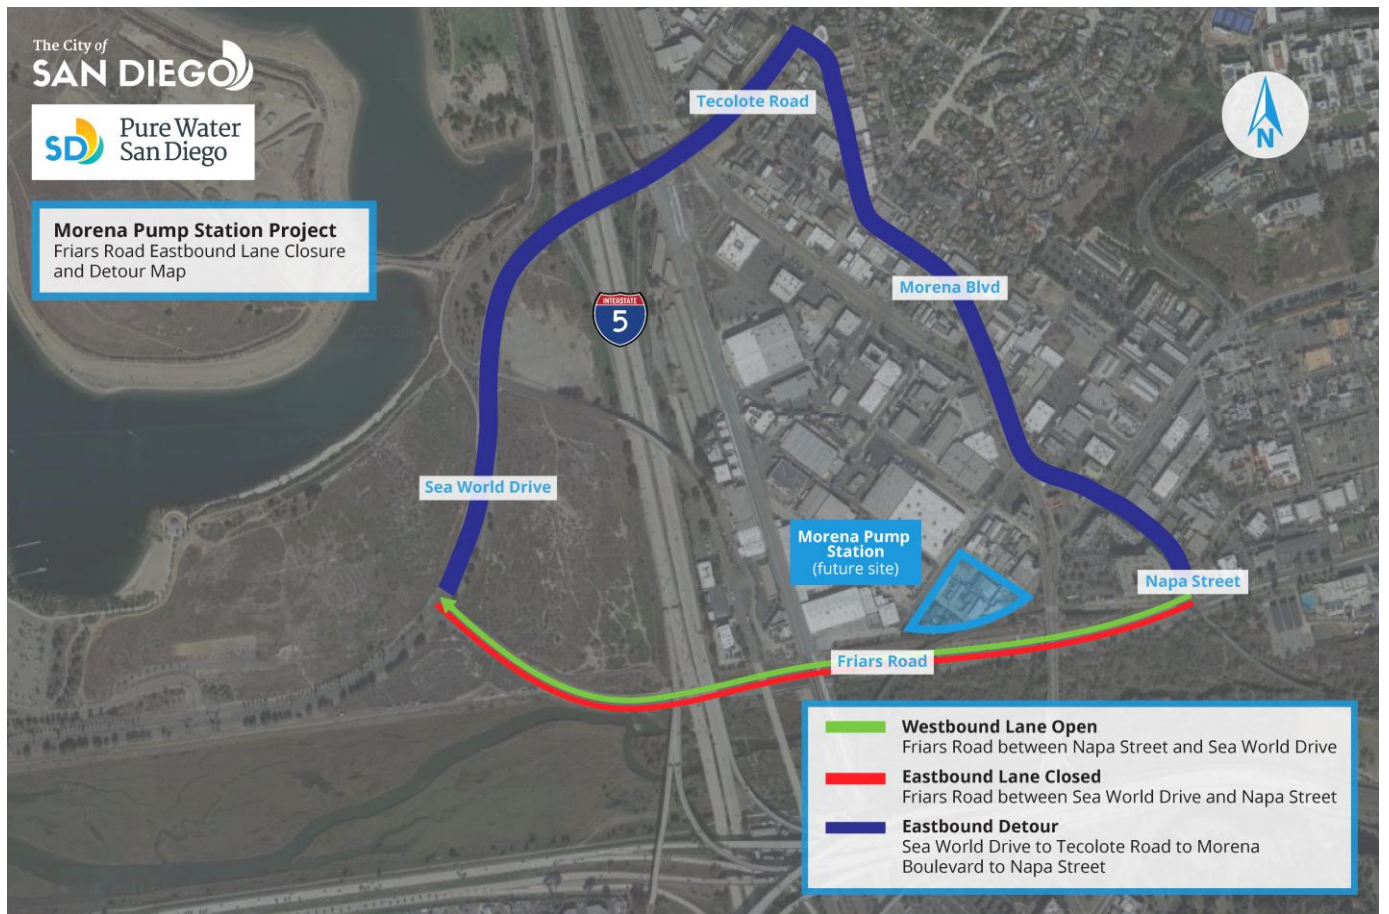 The City of
SAN DIEGO
SD
Pure Water
San Diego
Morena Pump Station Project
Friars Road Eastbound Lane Closure
and Detour Map
Tecolote Road
N
Morena Blvd
INTERSTATE
5
Sea World Drive
Morena Pump
Station
(future site)
Napa Street
Friars Road
Westbound Lane Open
Friars Road between Napa Street and Sea World Drive
Eastbound Lane Closed
Friars Road between Sea World Drive and Napa Street
Eastbound Detour
Sea World Drive to Tecolote Road to Morena
Boulevard to Napa Street